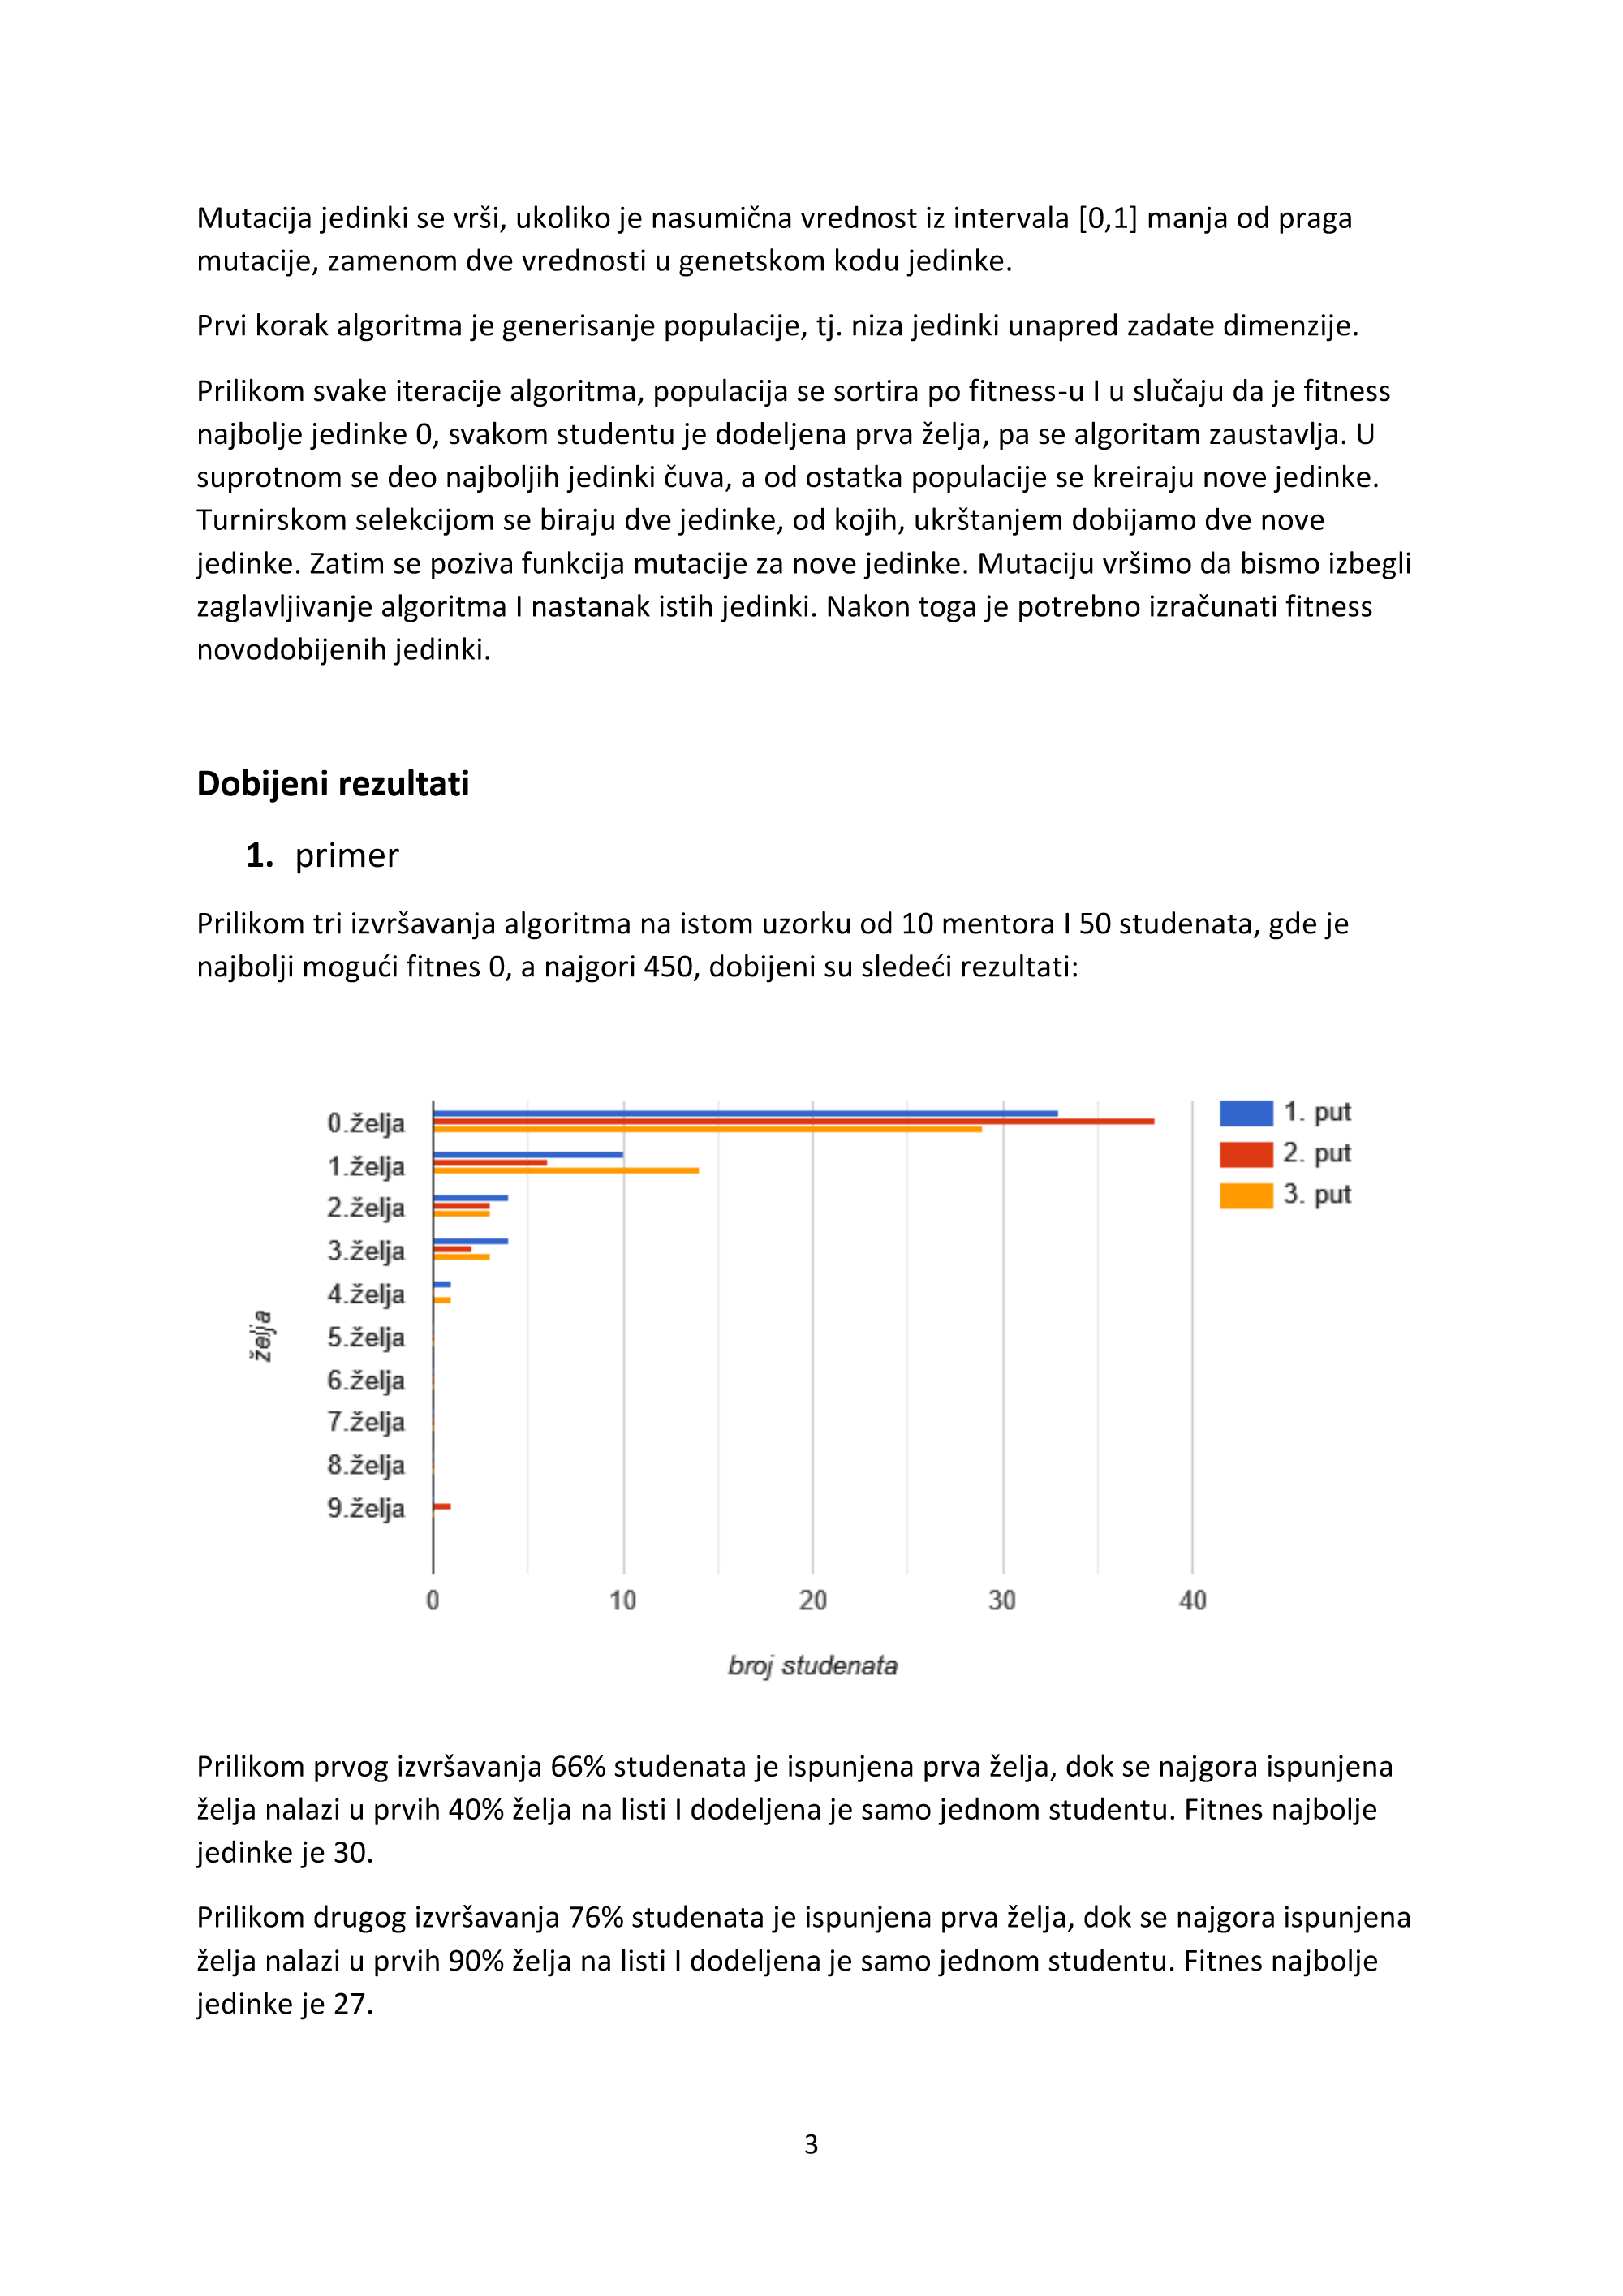 Mutacija jedinki se vrši, ukoliko je nasumična vrednost iz intervala [0,1] manja od praga
mutacije, zamenom dve vrednosti u genetskom kodu jedinke.
Prvi korak algoritma je generisanje populacije, tj. niza jedinki unapred zadate dimenzije.
Prilikom svake iteracije algoritma, populacija se sortira po fitness-u I u slučaju da je fitness
najbolje jedinke 0, svakom studentu je dodeljena prva želja, pa se algoritam zaustavlja. U
suprotnom se deo najboljih jedinki čuva, a od ostatka populacije se kreiraju nove jedinke.
Turnirskom selekcijom se biraju dve jedinke, od kojih, ukrštanjem dobijamo dve nove
jedinke. Zatim se poziva funkcija mutacije za nove jedinke. Mutaciju vršimo da bismo izbegli
zaglavljivanje algoritma I nastanak istih jedinki. Nakon toga je potrebno izračunati fitness
novodobijenih jedinki.
Dobijeni rezultati
1. primer
Prilikom tri izvršavanja algoritma na istom uzorku od 10 mentora I 50 studenata, gde je
najbolji mogući fitnes 0, a najgori 450, dobijeni su sledeći rezultati:
0.želja
1.želja
2.želja
3.želja
4.želja
5.želja
6.želja
7.želja
8.želja
9.želja
želja
0 10 20 30 40
broj studenata
1. put
2. put
3. put
Prilikom prvog izvršavanja 66% studenata je ispunjena prva želja, dok se najgora ispunjena
želja nalazi u prvih 40% želja na listi I dodeljena je samo jednom studentu. Fitnes najbolje
jedinke je 30.
Prilikom drugog izvršavanja 76% studenata je ispunjena prva želja, dok se najgora ispunjena
želja nalazi u prvih 90% želja na listi I dodeljena je samo jednom studentu. Fitnes najbolje
jedinke je 27.
3